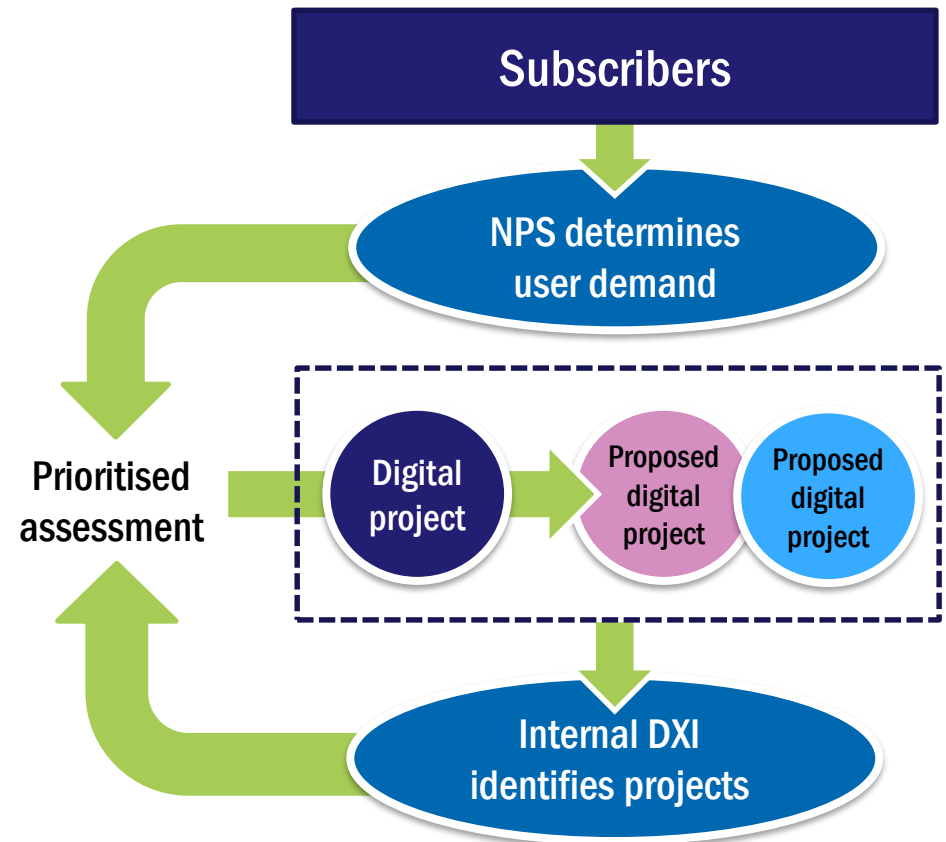 Subscribers
NPS determines
user demand
Prioritised
assessment
Digital
project
Proposed
digital
project
Proposed
digital
project
Internal DXI
identifies projects